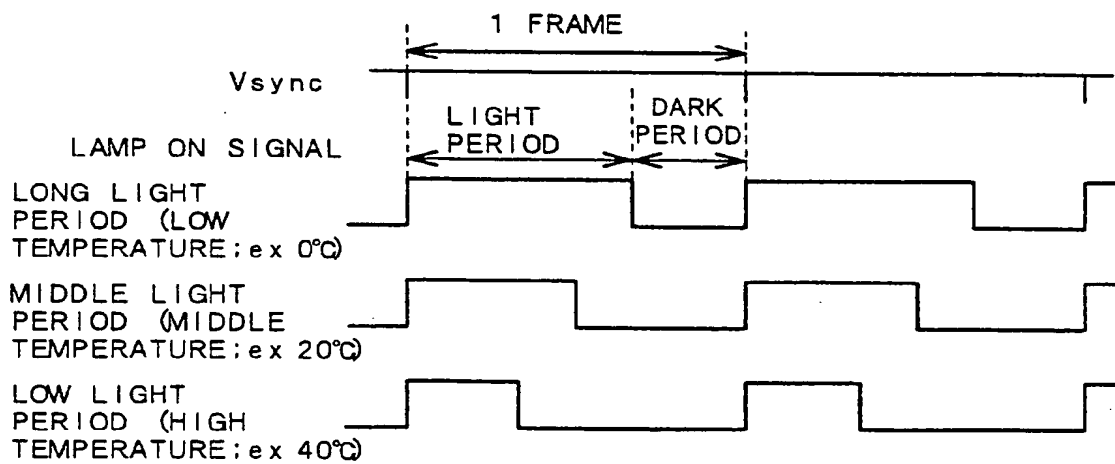 1 FRAME
Vsync
LIGHT
PERIOD
DARK
PERIOD
LAMP ON SIGNAL
LONG LIGHT
PERIOD (LOW
TEMPERATURE; ex 0℃)
MIDDLE LIGHT
PERIOD (MIDDLE
TEMPERATURE; ex 20℃)
LOW LIGHT
PERIOD (HIGH
TEMPERATURE; ex 40℃)